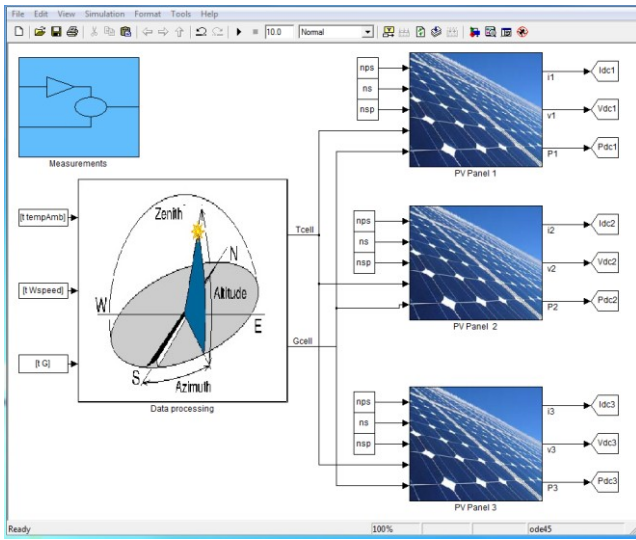 File Edit View Simulation Format Tools Help
10.0 Normal
Measurements
[t tempAmb]
[t Wspeed]
[t G]
Zenith
N
Altitude
W
E
S
Azimuth
Data processing
Tcell
Gcell
nps
ns
nsp
i1
v1
P1
Idc1
Vdc1
Pdc1
PV Panel 1
nps
ns
nsp
i2
v2
P2
Idc2
Vdc2
Pdc2
PV Panel 2
nps
ns
nsp
i3
v3
P3
Idc3
Vdc3
Pdc3
PV Panel 3
Ready 100% ode45